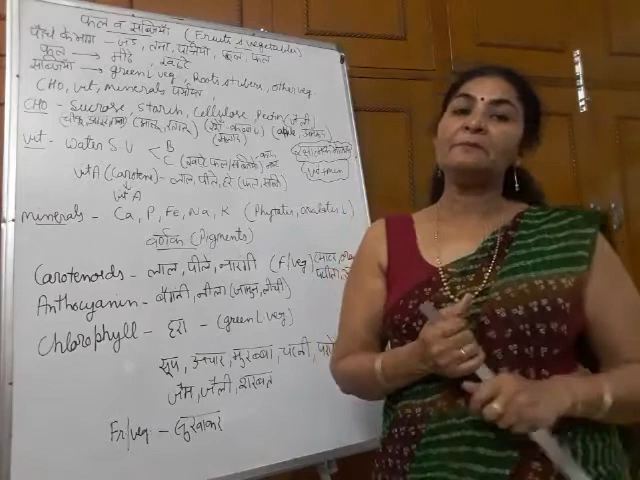 फल व सब्जियाँ (Fruits & vegetables)
पौधे के भाग - जड़, तना, पत्तियाँ, फूल, फल
फल → मीठे, खट्टे
सब्जियाँ → green L veg, Roots & tubers, other veg.
CHO, vit, minerals
CHO - Sucrose, starch, Cellulose, Pectin
vit - water S. V < B
C
vit A (Carotene) - लाल, पीले, हरे (फल, सब्जी)
↓
vit A
minerals - Ca, P, Fe, Na, K (Phytates, oxalates L)
वर्णक (Pigments)
Carotenoids - लाल, पीले, नारंगी (F/veg)
Anthocyanin - बैंगनी, नीला (जामुन,
Chlorophyll - हरा - (green L veg)
सूप, अचार, मुरब्बा, चटनी,
जैम, जैली, शरबत
Fr/veg - सुखाकर